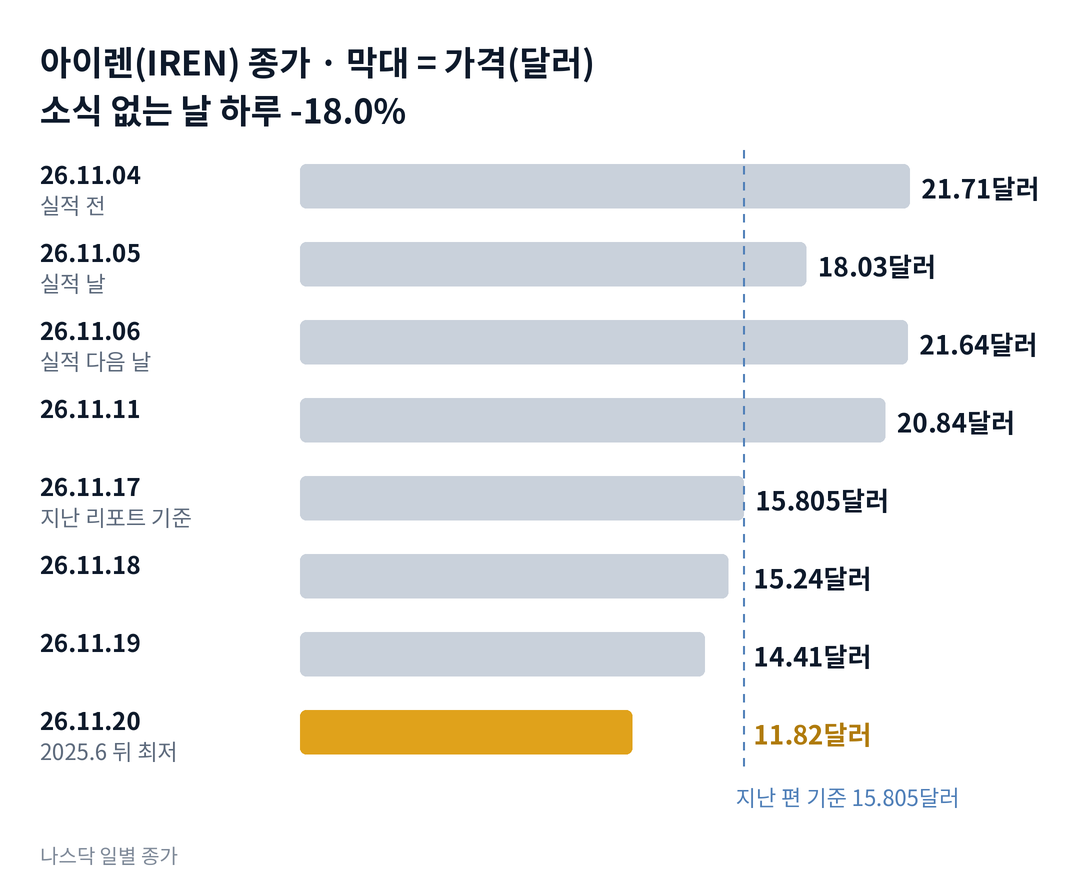 아이렌(IREN) 종가 · 막대 = 가격(달러)
소식 없는 날 하루 -18.0%
26.11.04
실적 전
21.71달러
26.11.05
실적 날
18.03달러
26.11.06
실적 다음 날
21.64달러
26.11.11
20.84달러
26.11.17
지난 리포트 기준
15.805달러
26.11.18
15.24달러
26.11.19
14.41달러
26.11.20
2025.6 뒤 최저
11.82달러
지난 편 기준 15.805달러
나스닥 일별 종가